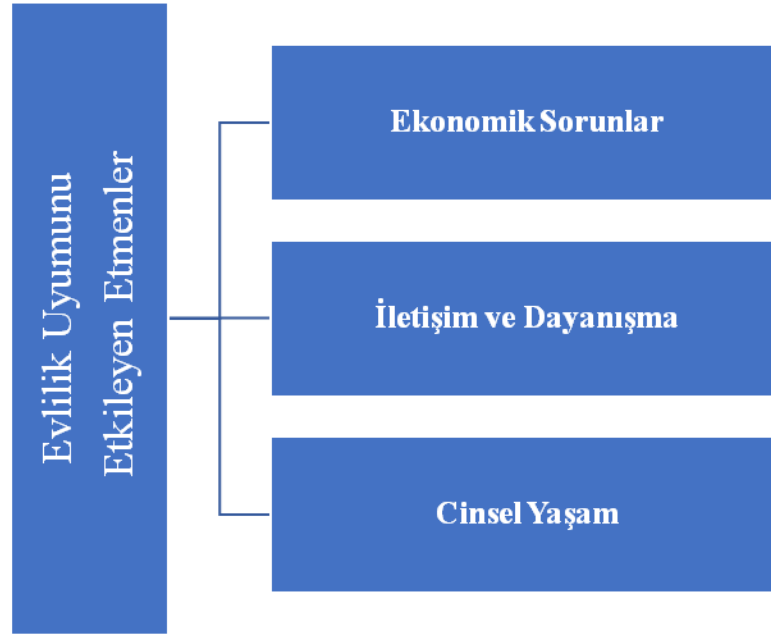 Evlilik Uyumunu
Etkileyen Etmenler
Ekonomik Sorunlar
İletişim ve Dayanışma
Cinsel Yaşam